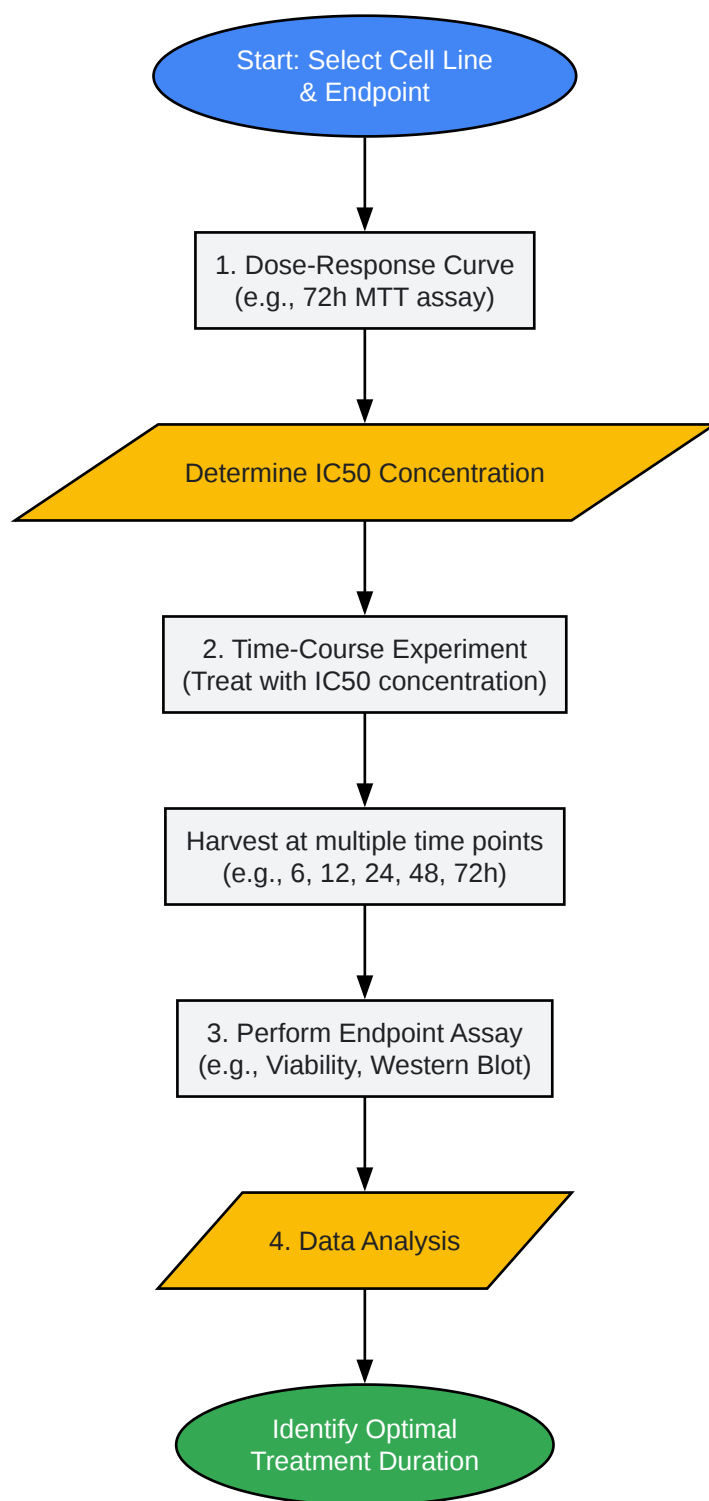 Start: Select Cell Line
& Endpoint
1. Dose-Response Curve
(e.g., 72h MTT assay)
Determine IC50 Concentration
2. Time-Course Experiment
(Treat with IC50 concentration)
Harvest at multiple time points
(e.g., 6, 12, 24, 48, 72h)
3. Perform Endpoint Assay
(e.g., Viability, Western Blot)
4. Data Analysis
Identify Optimal
Treatment Duration